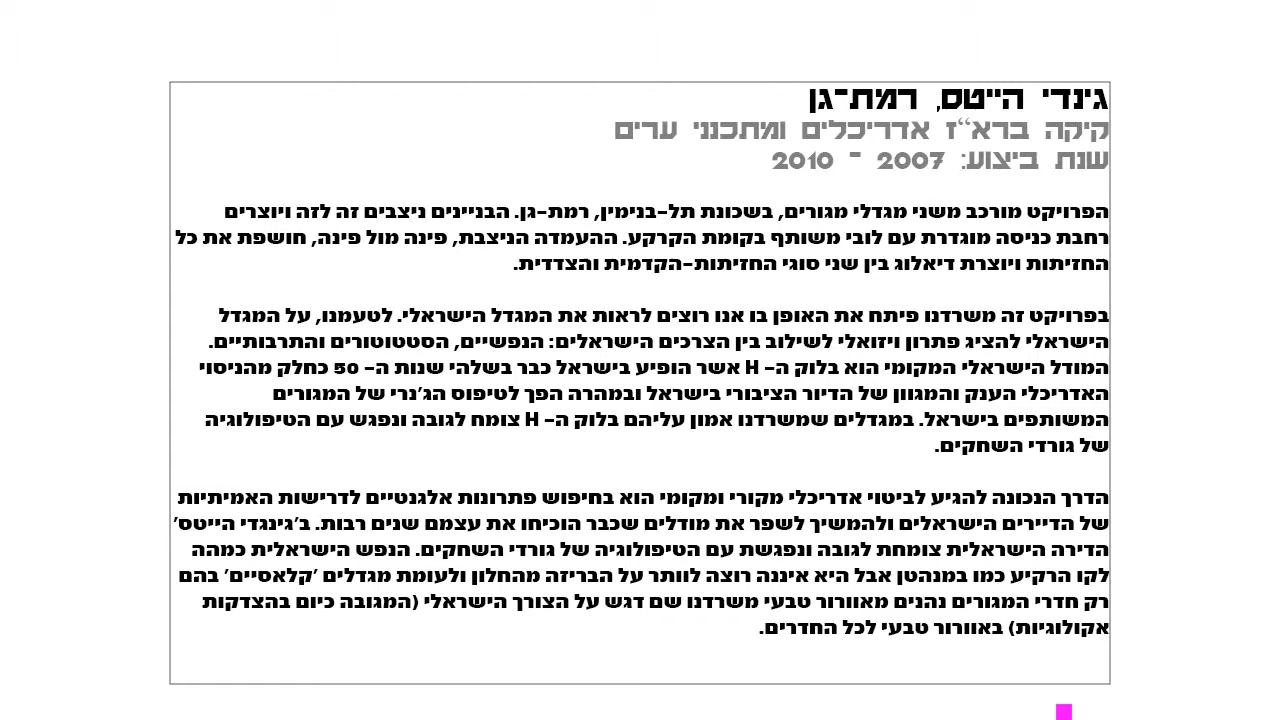 גינדי הייטס, רמת-גן
קיקה ברא״ז אדריכלים ומתכנני ערים
שנת ביצוע: 2007 - 2010
הפרויקט מורכב משני מגדלי מגורים, בשכונת תל-בנימין, רמת-גן. הבניינים ניצבים זה לזה ויוצרים
רחבת כניסה מוגדרת עם לובי משותף בקומת הקרקע. ההעמדה הניצבת, פינה מול פינה, חושפת את כל
החזיתות ויוצרת דיאלוג בין שני סוגי החזיתות-הקדמית והצדדית.
בפרויקט זה משרדנו פיתח את האופן בו אנו רוצים לראות את המגדל הישראלי. לטעמנו, על המגדל
הישראלי להציג פתרון ויזואלי לשילוב בין הצרכים הישראלים: הנפשיים, הסטטוטורים והתרבותיים.
המודל הישראלי המקומי הוא בלוק ה- H אשר הופיע בישראל כבר בשלהי שנות ה- 50 כחלק מהניסוי
האדריכלי הענק והמגוון של הדיור הציבורי בישראל ובמהרה הפך לטיפוס הג'נרי של המגורים
המשותפים בישראל. במגדלים שמשרדנו אמון עליהם בלוק ה- H צומח לגובה ונפגש עם הטיפולוגיה
של גורדי השחקים.
הדרך הנכונה להגיע לביטוי אדריכלי מקורי ומקומי הוא בחיפוש פתרונות אלגנטיים לדרישות האמיתיות
של הדיירים הישראלים ולהמשיך לשפר את מודלים שכבר הוכיחו את עצמם שנים רבות. ב'גינגדי הייטס'
הדירה הישראלית צומחת לגובה ונפגשת עם הטיפולוגיה של גורדי השחקים. הנפש הישראלית כמהה
לקו הרקיע כמו במנהטן אבל היא איננה רוצה לוותר על הבריזה מהחלון ולעומת מגדלים 'קלאסיים' בהם
רק חדרי המגורים נהנים מאוורור טבעי משרדנו שם דגש על הצורך הישראלי (המגובה כיום בהצדקות
אקולוגיות) באוורור טבעי לכל החדרים.